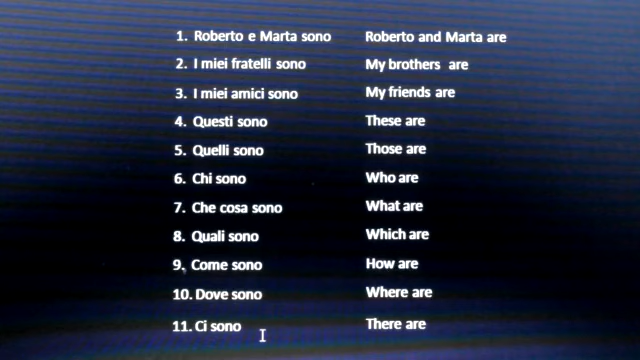 1. Roberto e Marta sono Roberto and Marta are
2. I miei fratelli sono My brothers are
3. I miei amici sono My friends are
4. Questi sono These are
5. Quelli sono Those are
6. Chi sono Who are
7. Che cosa sono What are
8. Quali sono Which are
9. Come sono How are
10. Dove sono Where are
11. Ci sono There are